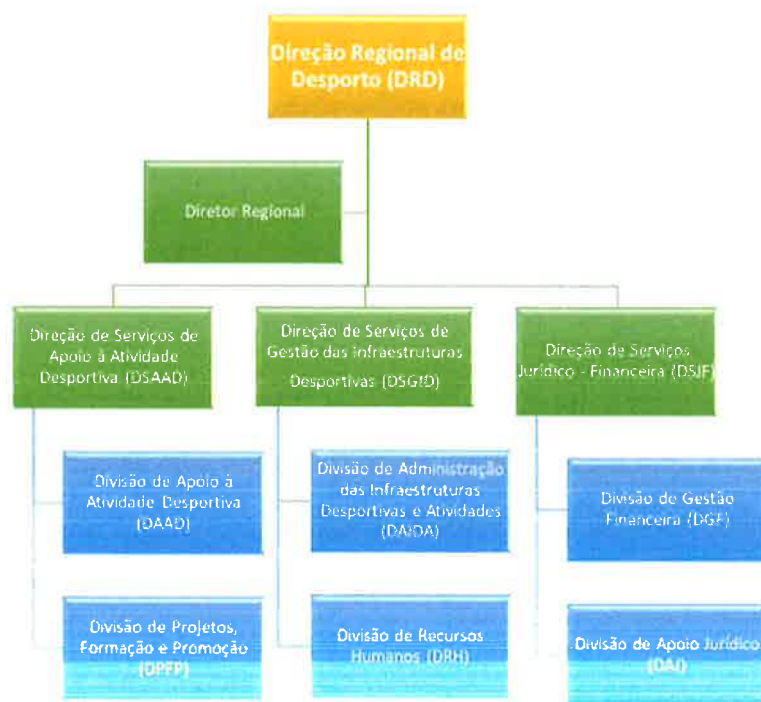 Direção Regional de
Desporto (DRD)
Diretor Regional
Direção de Serviços de
Apoio à Atividade
Desportiva (DSAAD)
Direção de Serviços de
Gestão das Infraestruturas
Desportivas (DSGID)
Direção de Serviços
Jurídico - Financeira (DSJF)
Divisão de Apoio à
Atividade Desportiva
(DAAD)
Divisão de Administração
das Infraestruturas
Desportivas e Atividades (DAIDA)
Divisão de Gestão
Financeira (DGF)
Divisão de Projetos,
Formação e Promoção
(DPFP)
Divisão de Recursos
Humanos (DRH)
Divisão de Apoio Jurídico
(DAJ)